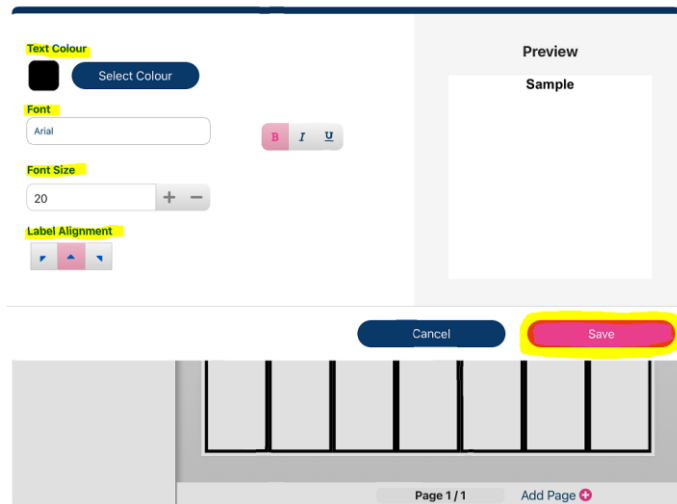 Text Colour
Select Colour
Font
Arial
B I U
Font Size
20
+ −
Label Alignment
Preview
Sample
Cancel
Save
Page 1 / 1
Add Page